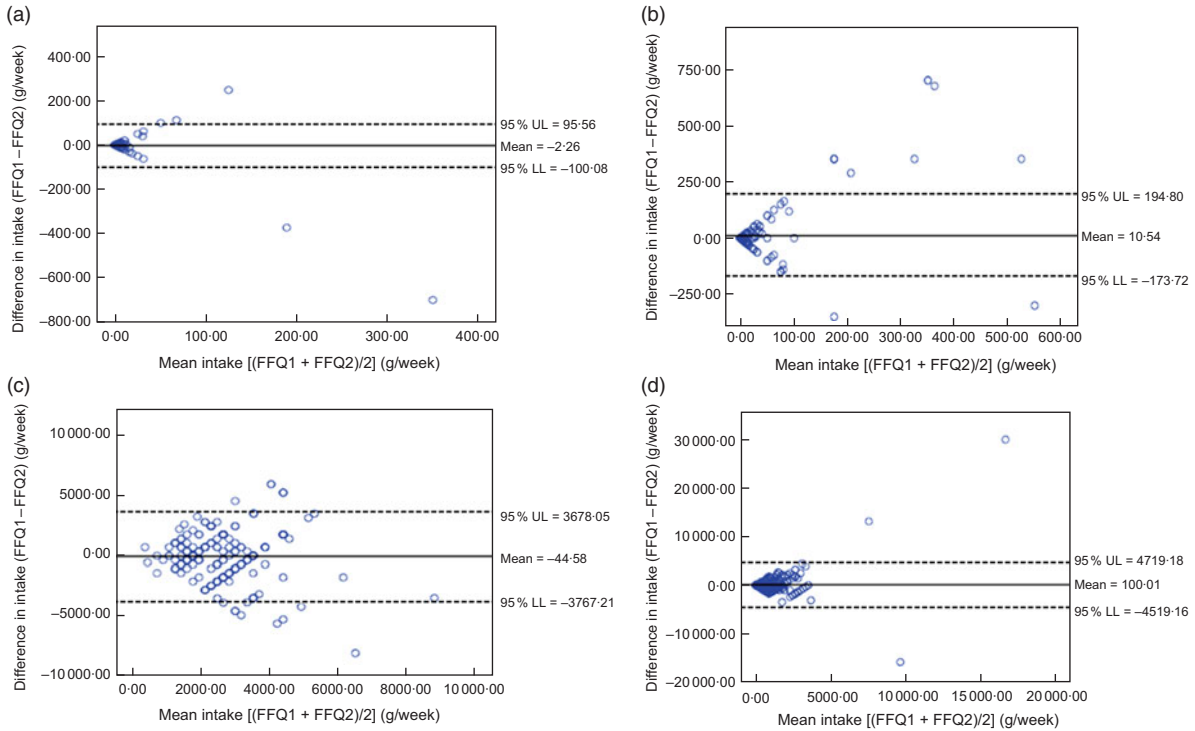 (a)
Difference in intake (FFQ1 – FFQ2) (g/week)
400·00
200·00
0·00
–200·00
–400·00
–600·00
–800·00
95 % UL = 95·56
Mean = –2·26
95 % LL = –100·08
0·00 100·00 200·00 300·00 400·00
Mean intake [(FFQ1 + FFQ2)/2] (g/week)
(b)
Difference in intake (FFQ1 – FFQ2) (g/week)
750·00
500·00
250·00
0·00
–250·00
95 % UL = 194·80
Mean = 10·54
95 % LL = –173·72
0·00 100·00 200·00 300·00 400·00 500·00 600·00
Mean intake [(FFQ1 + FFQ2)/2] (g/week)
(c)
Difference in intake (FFQ1 – FFQ2) (g/week)
10 000·00
5000·00
0·00
–5000·00
–10 000·00
95 % UL = 3678·05
Mean = –44·58
95 % LL = –3767·21
0·00 2000·00 4000·00 6000·00 8000·00 10 000·00
Mean intake [(FFQ1 + FFQ2)/2] (g/week)
(d)
Difference in intake (FFQ1 – FFQ2) (g/week)
30 000·00
20 000·00
10 000·00
0·00
–10 000·00
–20 000·00
95 % UL = 4719·18
Mean = 100·01
95 % LL = –4519·16
0·00 5000·00 10 000·00 15 000·00 20 000·00
Mean intake [(FFQ1 + FFQ2)/2] (g/week)